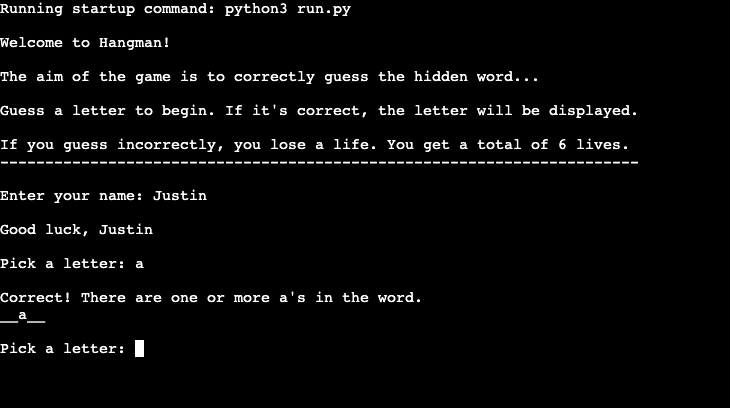 Running startup command: python3 run.py
Welcome to Hangman!
The aim of the game is to correctly guess the hidden word...
Guess a letter to begin. If it's correct, the letter will be displayed.
If you guess incorrectly, you lose a life. You get a total of 6 lives.
-----------------------------------------------------------------------
Enter your name: Justin
Good luck, Justin
Pick a letter: a
Correct! There are one or more a's in the word.
__a__
Pick a letter: